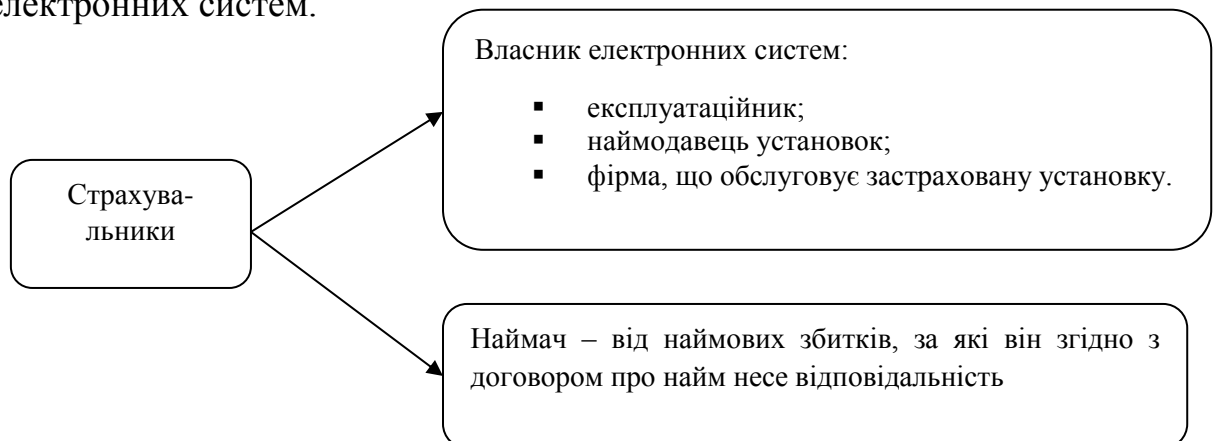 електронних систем.
Власник електронних систем:
▪ експлуатаційник;
▪ наймодавець установок;
▪ фірма, що обслуговує застраховану установку.
Страхува-
льники
Наймач – від наймових збитків, за які він згідно з
договором про найм несе відповідальність